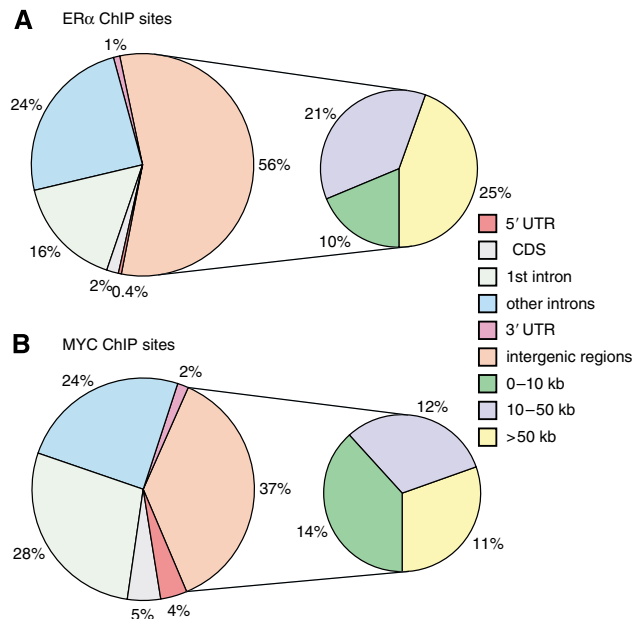 A ERα ChIP sites
1%
24%
56%
16%
2%
0.4%
21%
25%
10%
5′ UTR
CDS
1st intron
other introns
3′ UTR
intergenic regions
0–10 kb
10–50 kb
>50 kb
B MYC ChIP sites
2%
24%
37%
28%
5%
4%
12%
14%
11%